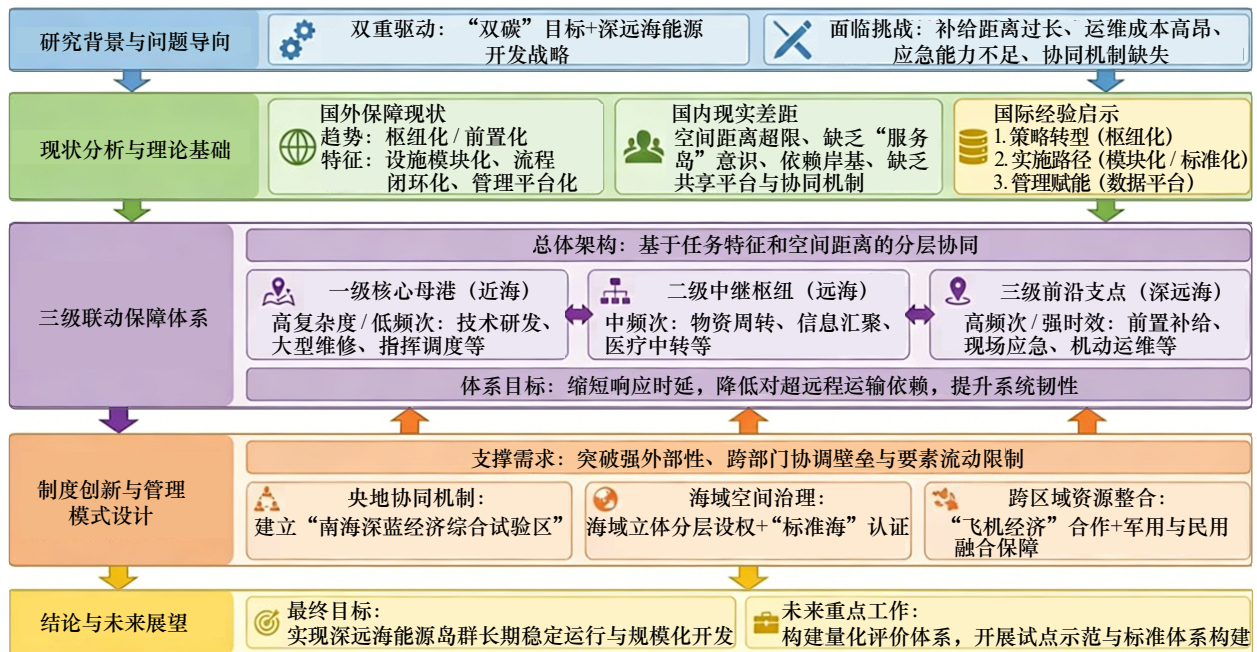 研究背景与问题导向
双重驱动：“双碳”目标+深远海能源
开发战略
面临挑战：补给距离过长、运维成本高昂、
应急能力不足、协同机制缺失
现状分析与理论基础
国外保障现状
趋势：枢纽化/前置化
特征：设施模块化、流程
闭环化、管理平台化
国内现实差距
空间距离超限、缺乏“服务
岛”意识、依赖岸基、缺乏
共享平台与协同机制
国际经验启示
1. 策略转型(枢纽化)
2. 实施路径(模块化/标准化)
3. 管理赋能(数据平台)
三级联动保障体系
总体架构：基于任务特征和空间距离的分层协同
一级核心母港（近海）
高复杂度/低频次：技术研发、
大型维修、指挥调度等
二级中继枢纽（远海）
中频次：物资周转、信息汇聚、
医疗中转等
三级前沿支点（深远海）
高频次/强时效：前置补给、
现场应急、机动运维等
体系目标：缩短响应时延，降低对超远程运输依赖，提升系统韧性
制度创新与管理
模式设计
支撑需求：突破强外部性、跨部门协调壁垒与要素流动限制
央地协同机制：
建立“南海深蓝经济综合试验区”
海域空间治理：
海域立体分层设权+“标准海”认证
跨区域资源整合：
“飞机经济”合作+军用与民用
融合保障
结论与未来展望
最终目标：
实现深远海能源岛群长期稳定运行与规模化开发
未来重点工作：
构建量化评价体系，开展试点示范与标准体系构建